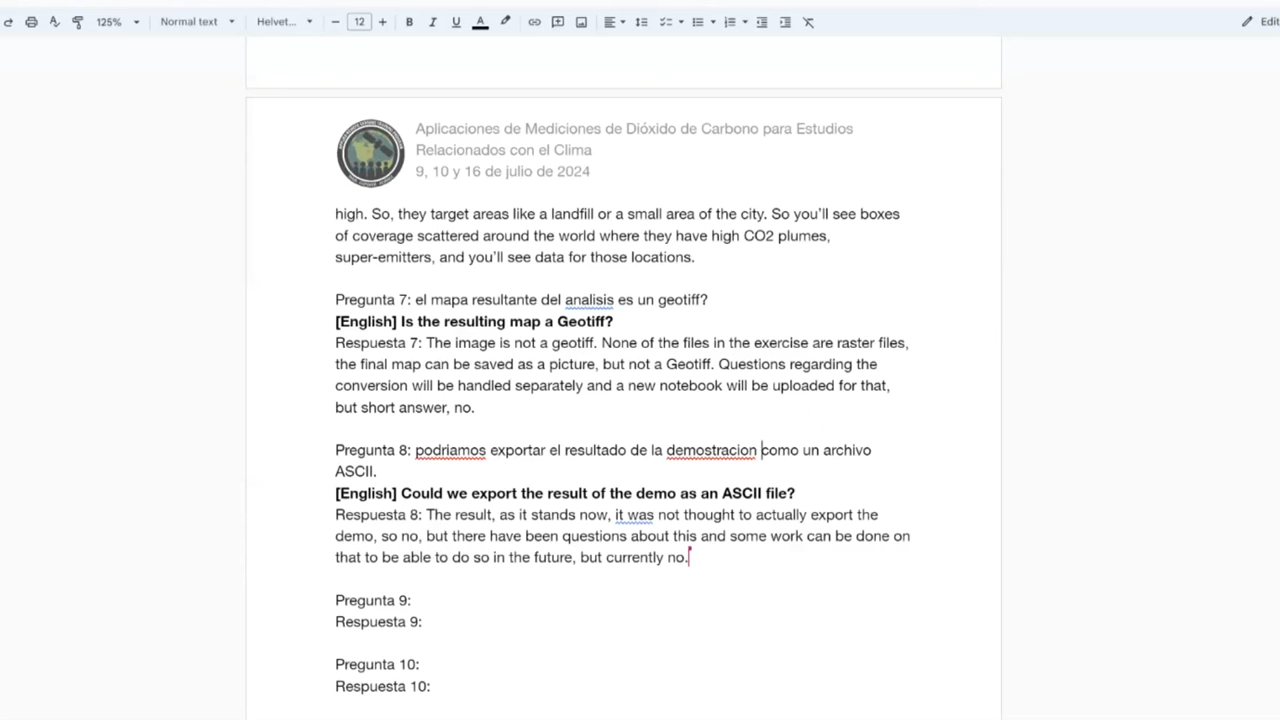 125%
Normal text
Helvet...
12
B
I
U
A
Edit
Aplicaciones de Mediciones de Dióxido de Carbono para Estudios
Relacionados con el Clima
9, 10 y 16 de julio de 2024
high. So, they target areas like a landfill or a small area of the city. So you’ll see boxes
of coverage scattered around the world where they have high CO2 plumes,
super-emitters, and you’ll see data for those locations.
Pregunta 7: el mapa resultante del analisis es un geotiff?
[English] Is the resulting map a Geotiff?
Respuesta 7: The image is not a geotiff. None of the files in the exercise are raster files,
the final map can be saved as a picture, but not a Geotiff. Questions regarding the
conversion will be handled separately and a new notebook will be uploaded for that,
but short answer, no.
Pregunta 8: podriamos exportar el resultado de la demostracion como un archivo
ASCII.
[English] Could we export the result of the demo as an ASCII file?
Respuesta 8: The result, as it stands now, it was not thought to actually export the
demo, so no, but there have been questions about this and some work can be done on
that to be able to do so in the future, but currently no.
Pregunta 9:
Respuesta 9:
Pregunta 10:
Respuesta 10: